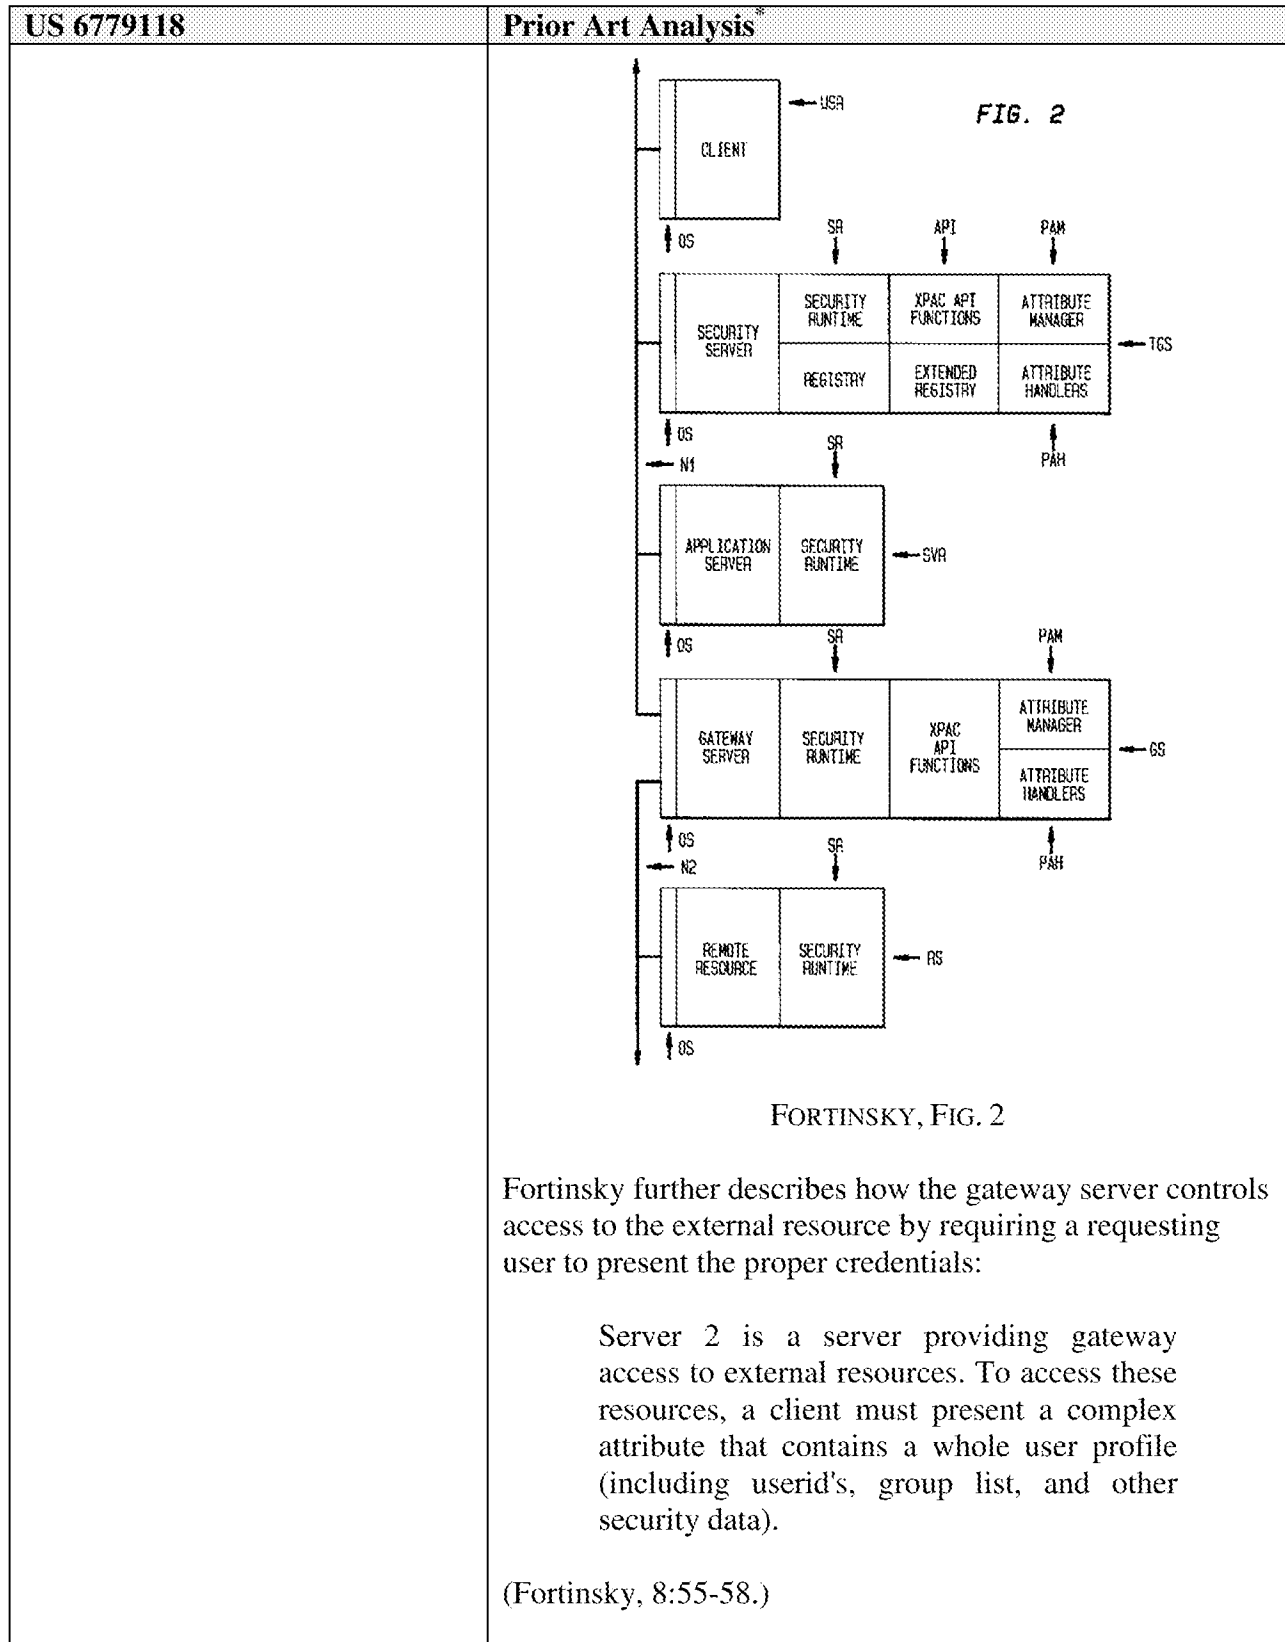 US 6779118
Prior Art Analysis*
FIG. 2
CLIENT
USR
OS
SR
API
PAM
SECURITY SERVER
SECURITY RUNTIME
XPAC API FUNCTIONS
ATTRIBUTE MANAGER
REGISTRY
EXTENDED REGISTRY
ATTRIBUTE HANDLERS
TGS
OS
N1
SR
PAH
APPLICATION SERVER
SECURITY RUNTIME
SVR
OS
SR
PAM
GATEWAY SERVER
SECURITY RUNTIME
XPAC API FUNCTIONS
ATTRIBUTE MANAGER
ATTRIBUTE HANDLERS
GS
OS
N2
SR
PAH
REMOTE RESOURCE
SECURITY RUNTIME
RS
OS
FORTINSKY, FIG. 2
Fortinsky further describes how the gateway server controls
access to the external resource by requiring a requesting
user to present the proper credentials:
Server 2 is a server providing gateway
access to external resources. To access these
resources, a client must present a complex
attribute that contains a whole user profile
(including userid's, group list, and other
security data).
(Fortinsky, 8:55-58.)